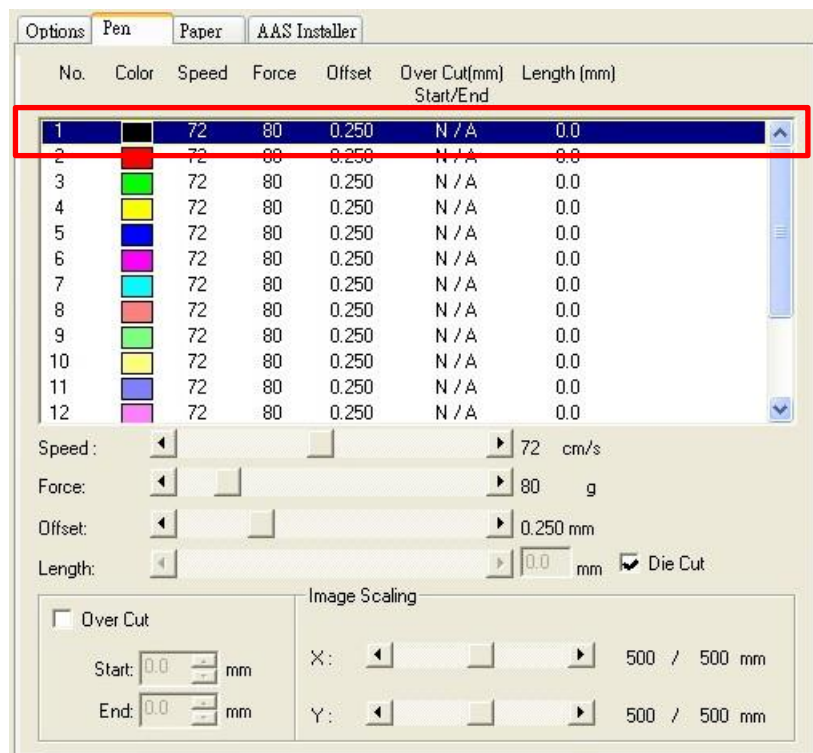 Options Pen Paper AAS Installer
No. Color Speed Force Offset Over Cut(mm) Length (mm)
Start/End
1 72 80 0.250 N / A 0.0
2 72 80 0.250 N / A 0.0
3 72 80 0.250 N / A 0.0
4 72 80 0.250 N / A 0.0
5 72 80 0.250 N / A 0.0
6 72 80 0.250 N / A 0.0
7 72 80 0.250 N / A 0.0
8 72 80 0.250 N / A 0.0
9 72 80 0.250 N / A 0.0
10 72 80 0.250 N / A 0.0
11 72 80 0.250 N / A 0.0
12 72 80 0.250 N / A 0.0
Speed : 72 cm/s
Force: 80 g
Offset: 0.250 mm
Length: 0.0 mm Die Cut
Over Cut
Start: 0.0 mm
End: 0.0 mm
Image Scaling
X : 500 / 500 mm
Y : 500 / 500 mm